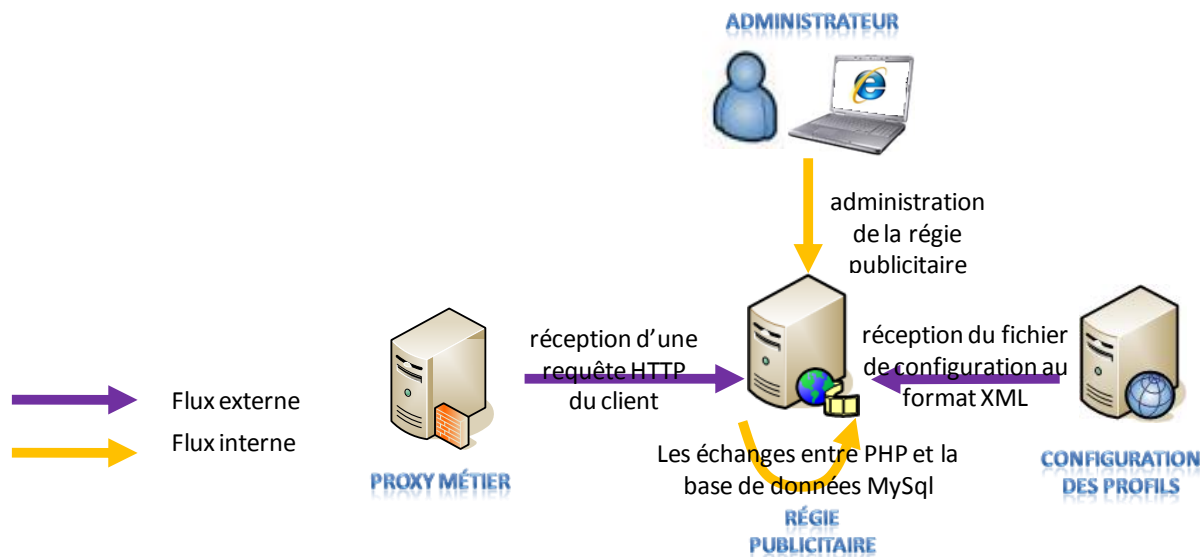 ADMINISTRATEUR
administration
de la régie
publicitaire
réception d'une
requête HTTP
du client
réception du fichier
de configuration au
format XML
Flux externe
Flux interne
PROXY MÉTIER
Les échanges entre PHP et la
base de données MySql
CONFIGURATION
DES PROFILS
RÉGIE
PUBLICITAIRE